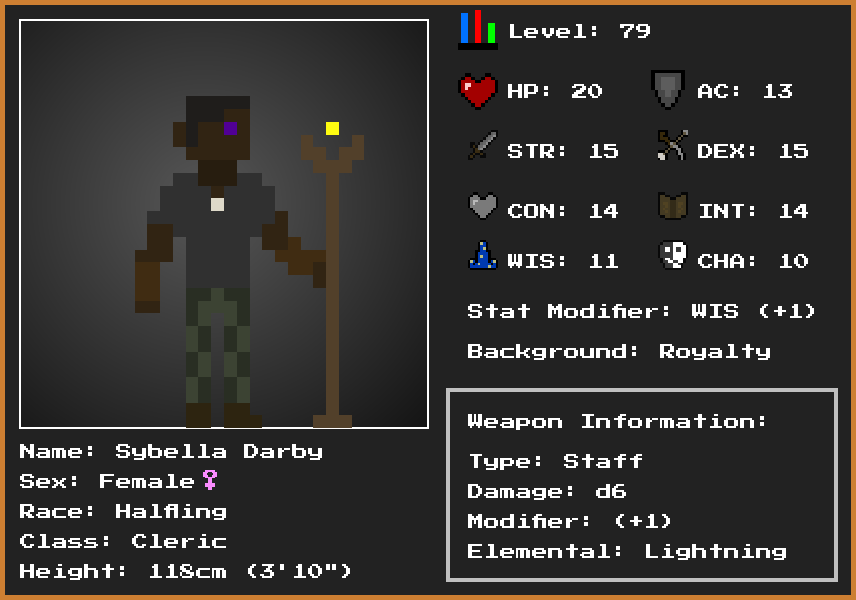 Level: 79
HP: 20 AC: 13
STR: 15 DEX: 15
CON: 14 INT: 14
WIS: 11 CHA: 10
Stat Modifier: WIS (+1)
Background: Royalty
Weapon Information:
Type: Staff
Damage: d6
Modifier: (+1)
Elemental: Lightning
Name: Sybella Darby
Sex: Female♀
Race: Halfling
Class: Cleric
Height: 118cm (3'10")